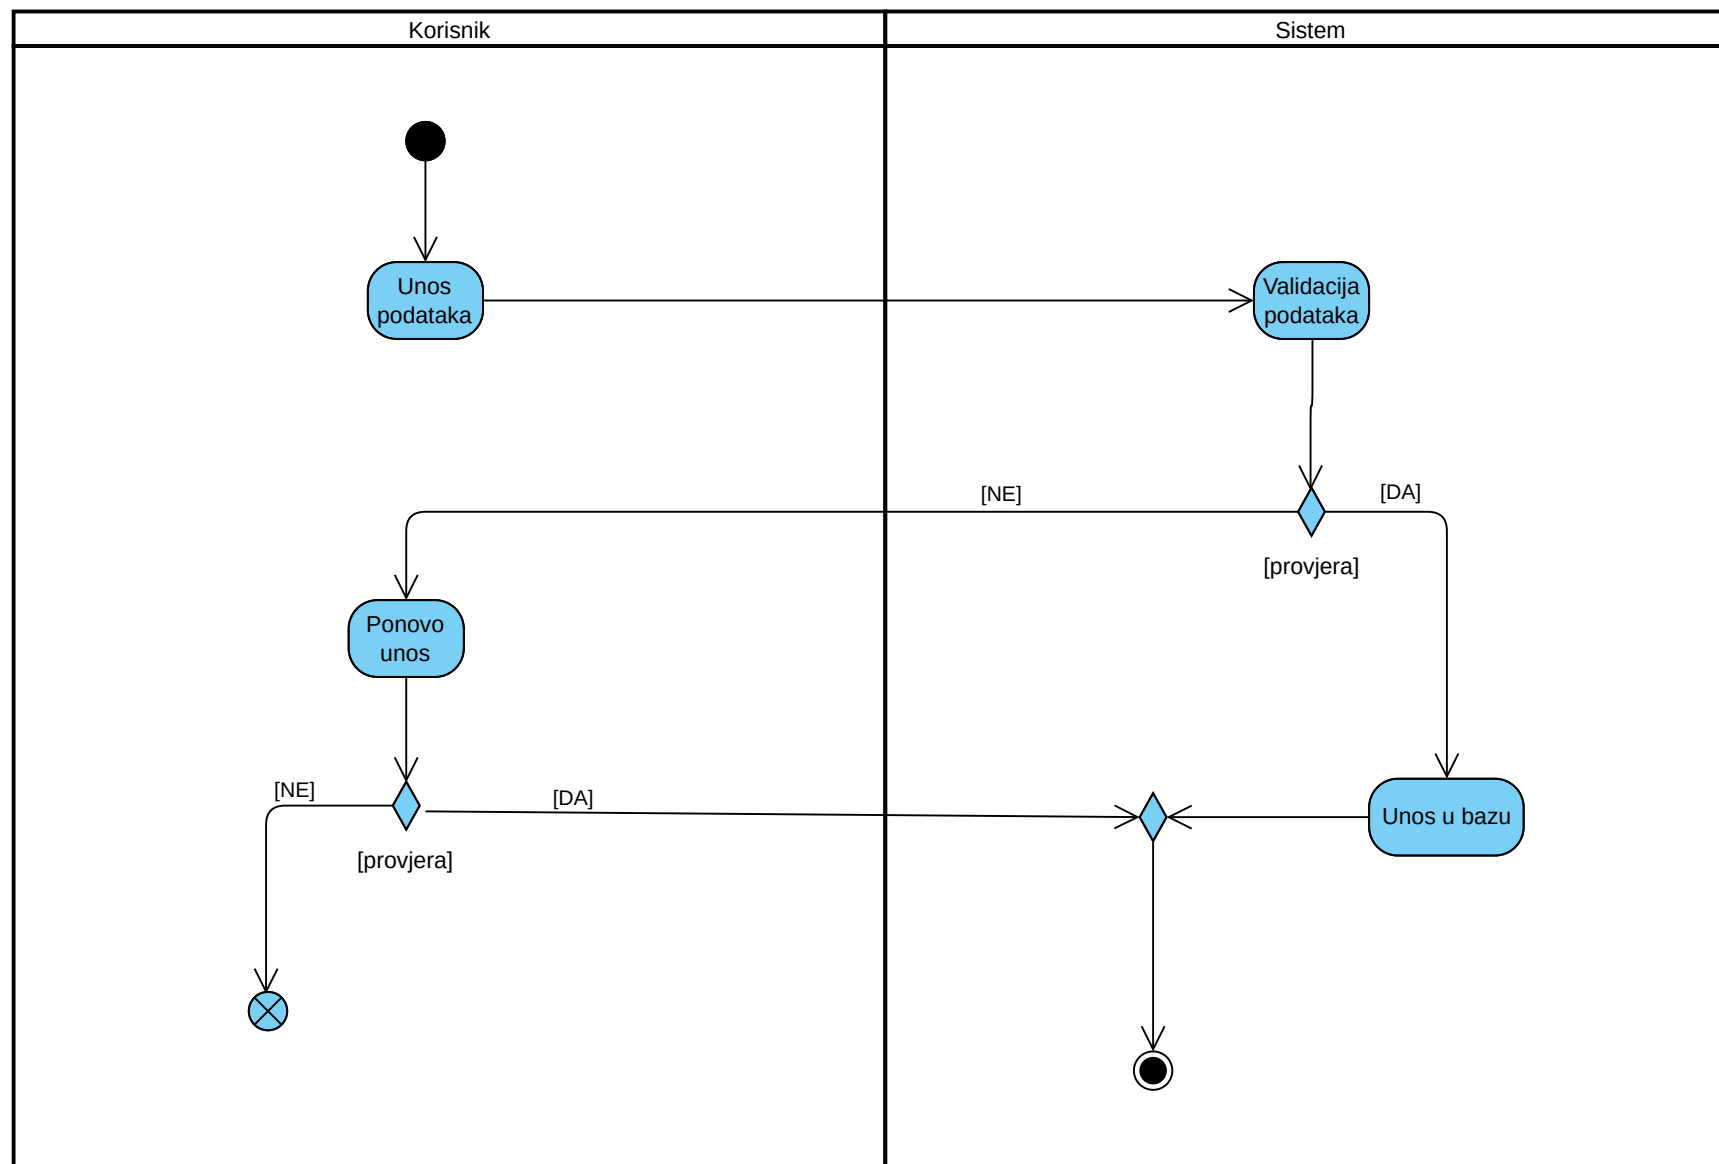 Korisnik
Sistem
Unos
podataka
Validacija
podataka
[NE]
[DA]
[provjera]
Ponovo
unos
[NE]
[DA]
[provjera]
Unos u bazu